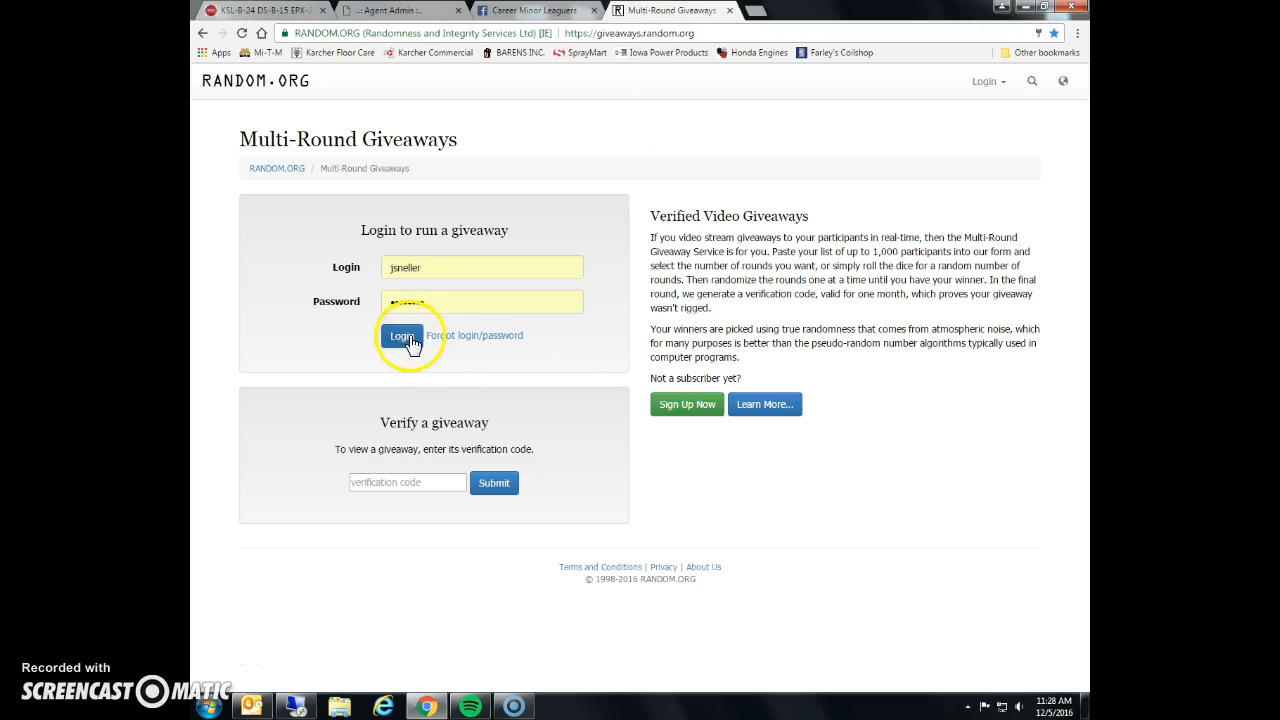 KSL-B-24 DS-B-15 EPX-2
..: Agent Admin :..
Career Minor Leaguers
Multi-Round Giveaways
RANDOM.ORG (Randomness and Integrity Services Ltd) [IE] https://giveaways.random.org
Apps Mi-T-M Karcher Floor Care Karcher Commercial BARENS INC. SprayMart Iowa Power Products Honda Engines Farley's Coilshop Other bookmarks
RANDOM.ORG
Login
Multi-Round Giveaways
RANDOM.ORG / Multi-Round Giveaways
Login to run a giveaway
Login jsneller
Password
Login Forgot login/password
Verify a giveaway
To view a giveaway, enter its verification code.
verification code Submit
Verified Video Giveaways
If you video stream giveaways to your participants in real-time, then the Multi-Round
Giveaway Service is for you. Paste your list of up to 1,000 participants into our form and
select the number of rounds you want, or simply roll the dice for a random number of
rounds. Then randomize the rounds one at a time until you have your winner. In the final
round, we generate a verification code, valid for one month, which proves your giveaway
wasn't rigged.
Your winners are picked using true randomness that comes from atmospheric noise, which
for many purposes is better than the pseudo-random number algorithms typically used in
computer programs.
Not a subscriber yet?
Sign Up Now Learn More...
Terms and Conditions | Privacy | About Us
© 1998-2016 RANDOM.ORG
Recorded with
SCREENCAST-O-MATIC
11:28 AM
12/5/2016